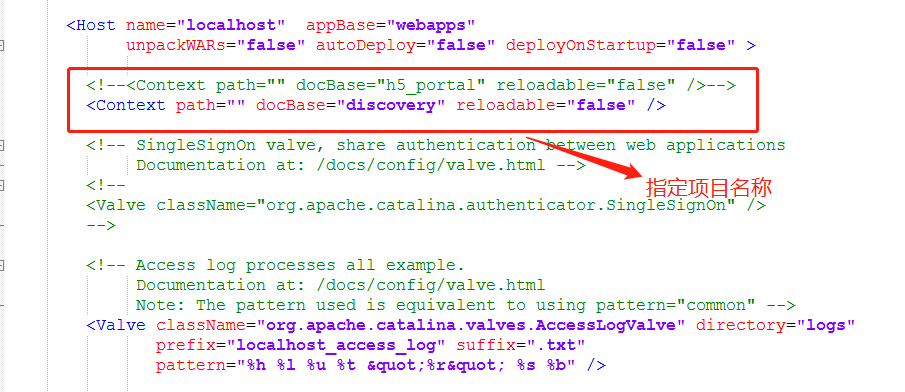 <Host name="localhost"  appBase="webapps"
unpackWARs="false" autoDeploy="false" deployOnStartup="false" >
<!--<Context path="" docBase="h5_portal" reloadable="false" />-->
<Context path="" docBase="discovery" reloadable="false" />
<!-- SingleSignOn valve, share authentication between web applications
Documentation at: /docs/config/valve.html -->
指定项目名称
<!--
<Valve className="org.apache.catalina.authenticator.SingleSignOn" />
-->
<!-- Access log processes all example.
Documentation at: /docs/config/valve.html
Note: The pattern used is equivalent to using pattern="common" -->
<Valve className="org.apache.catalina.valves.AccessLogValve" directory="logs"
prefix="localhost_access_log" suffix=".txt"
pattern="%h %l %u %t &quot;%r&quot; %s %b" />